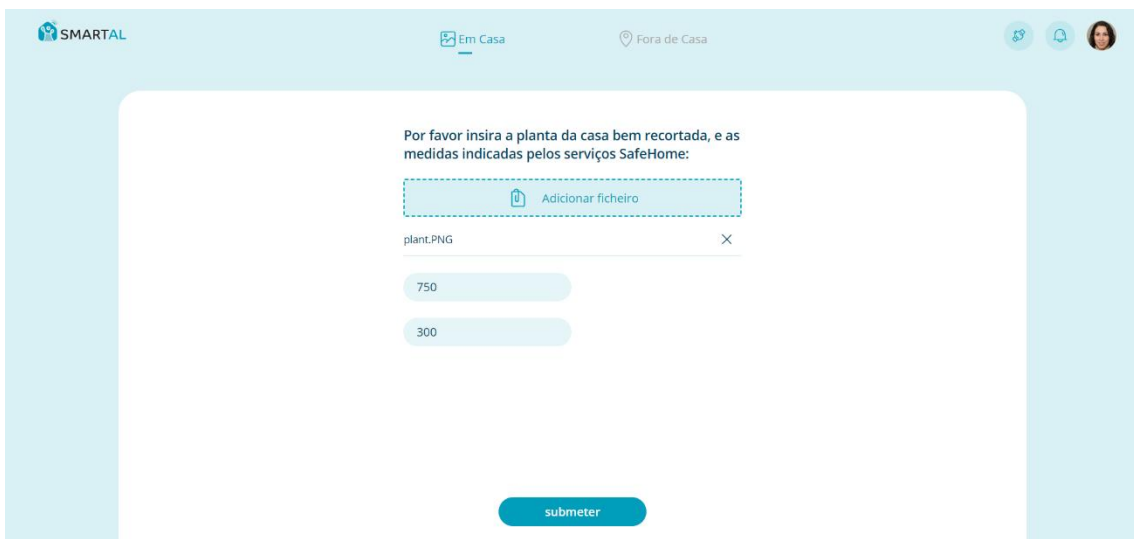 SMARTAL
Em Casa
Fora de Casa
Por favor insira a planta da casa bem recortada, e as
medidas indicadas pelos serviços SafeHome:
Adicionar ficheiro
plant.PNG
750
300
submeter